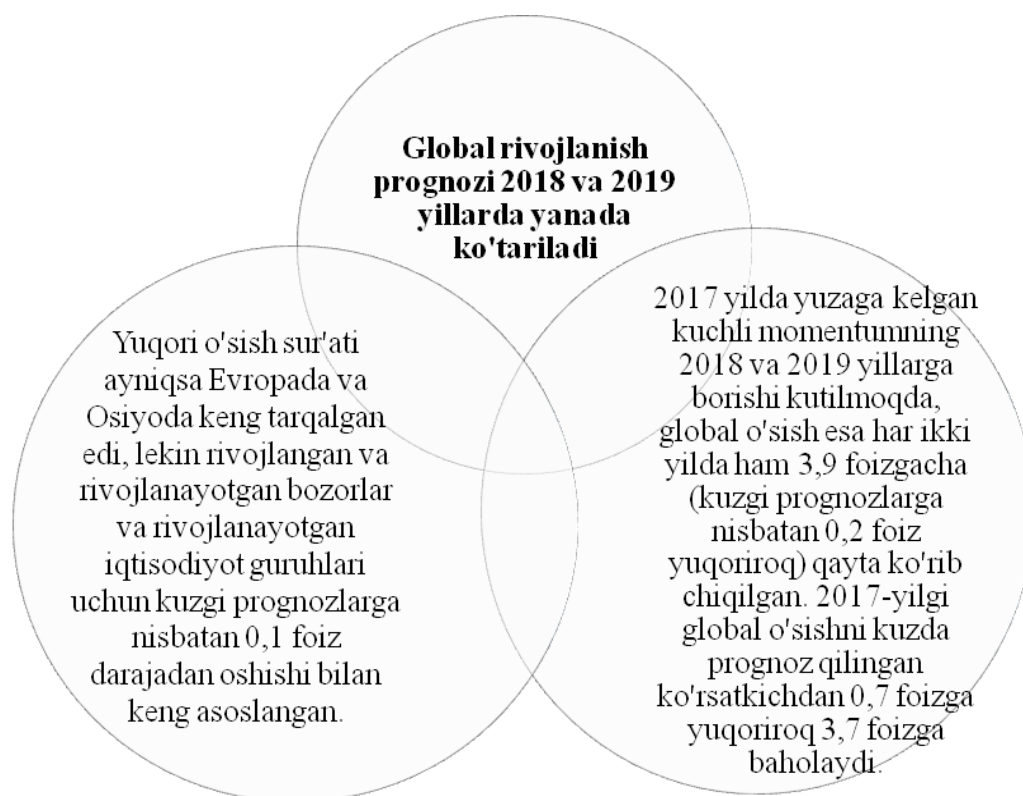 Global rivojlanish
prognozi 2018 va 2019
yillarda yanada
ko'tariladi
Yuqori o'sish sur'ati
ayniqsa Evropada va
Osiyoda keng tarqalgan
edi, lekin rivojlangan va
rivojlanayotgan bozorlar
va rivojlanayotgan
iqtisodiyot guruhlari
uchun kuzgi prognozlarga
nisbatan 0,1 foiz
darajadan oshishi bilan
keng asoslangan.
2017 yilda yuzaga kelgan
kuchli momentumning
2018 va 2019 yillarga
borishi kutilmoqda,
global o'sish esa har ikki
yilda ham 3,9 foizgacha
(kuzgi prognozlarga
nisbatan 0,2 foiz
yuqoriroq) qayta ko'rib
chiqilgan. 2017-yilgi
global o'sishni kuzda
prognoz qilingan
ko'rsatkichdan 0,7 foizga
yuqoriroq 3,7 foizga
baholaydi.